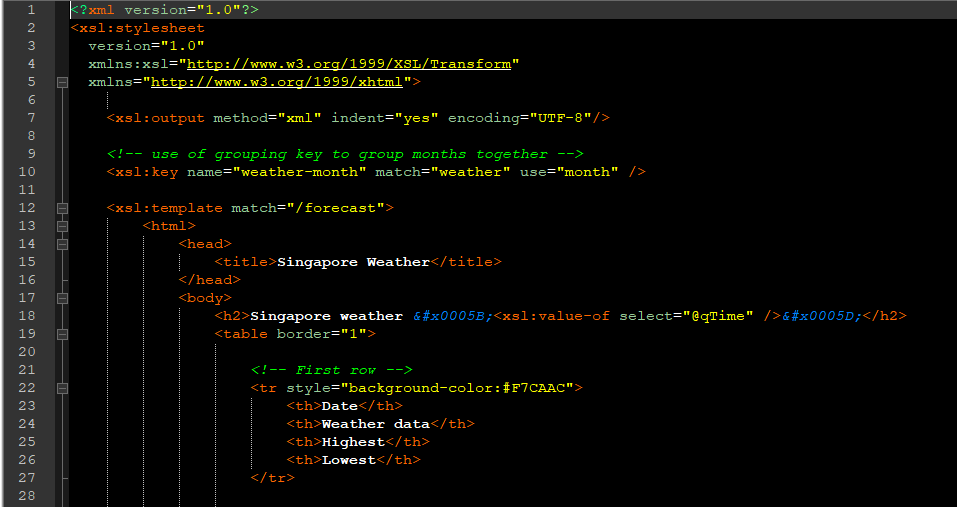 1 <?xml version="1.0"?>
2 <xsl:stylesheet
3 version="1.0"
4 xmlns:xsl="http://www.w3.org/1999/XSL/Transform"
5 xmlns="http://www.w3.org/1999/xhtml">
6
7 <xsl:output method="xml" indent="yes" encoding="UTF-8"/>
8
9 <!-- use of grouping key to group months together -->
10 <xsl:key name="weather-month" match="weather" use="month" />
11
12 <xsl:template match="/forecast">
13 <html>
14 <head>
15 <title>Singapore Weather</title>
16 </head>
17 <body>
18 <h2>Singapore weather &#x0005B;<xsl:value-of select="@qTime" />&#x0005D;</h2>
19 <table border="1">
20
21 <!-- First row -->
22 <tr style="background-color:#F7CAAC">
23 <th>Date</th>
24 <th>Weather data</th>
25 <th>Highest</th>
26 <th>Lowest</th>
27 </tr>
28